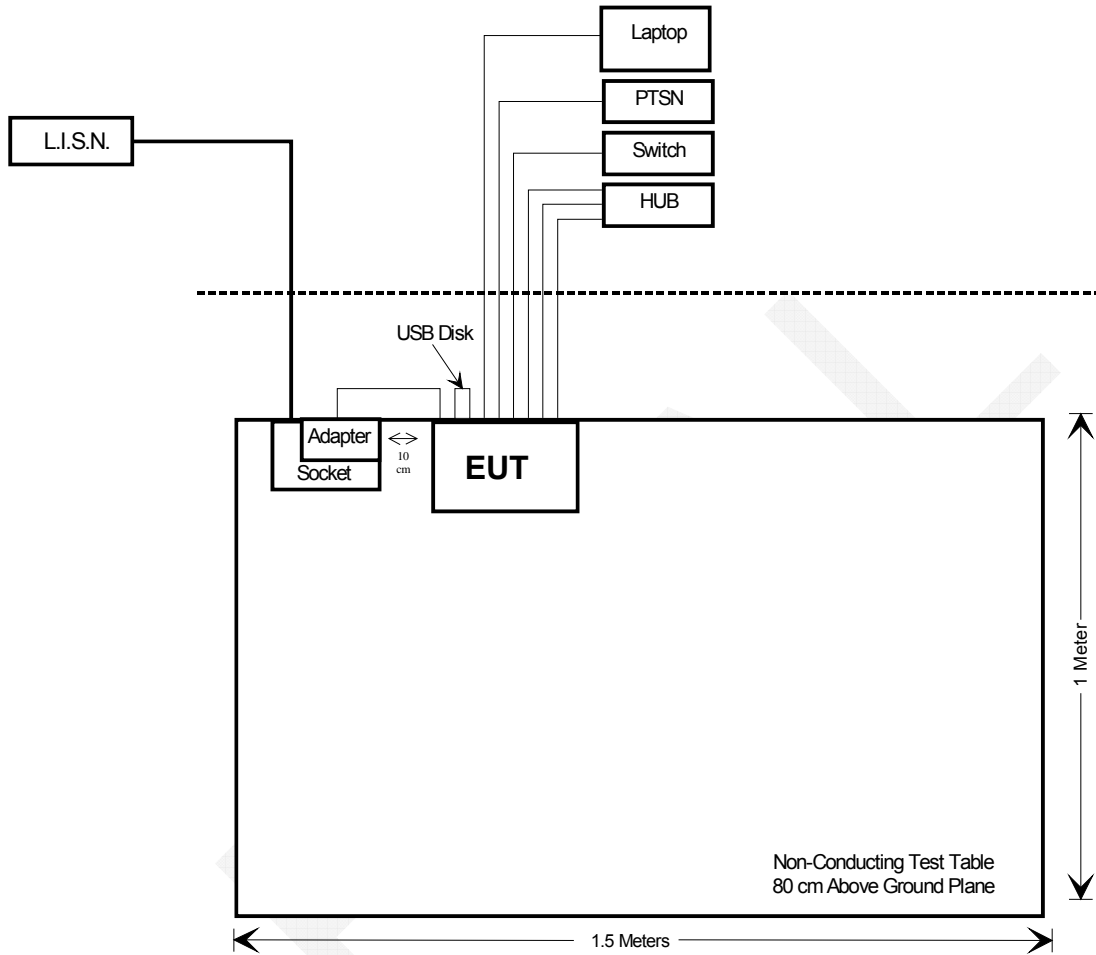 Laptop
PTSN
L.I.S.N.
Switch
HUB
USB Disk
Adapter
10
cm
Socket
EUT
1 Meter
Non-Conducting Test Table
80 cm Above Ground Plane
1.5 Meters